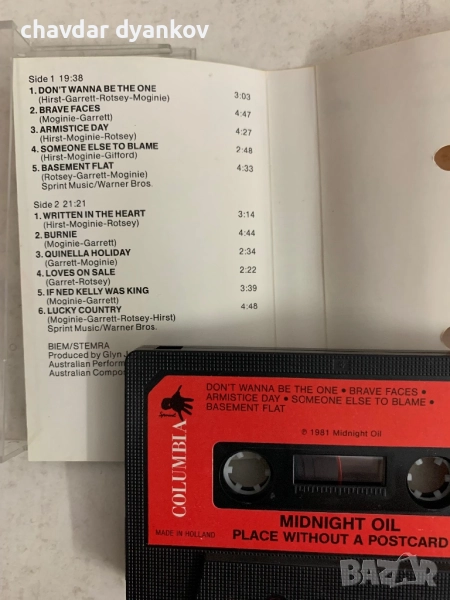 chavdar dyankov
Side 1 19:38
1. DON'T WANNA BE THE ONE 3:03
(Hirst-Garrett-Rotsey-Moginie)
2. BRAVE FACES 4:47
(Moginie-Garrett)
3. ARMISTICE DAY 4:27
(Hirst-Moginie-Rotsey)
4. SOMEONE ELSE TO BLAME 2:48
(Hirst-Moginie-Gifford)
5. BASEMENT FLAT 4:33
(Rotsey-Garrett-Moginie)
Sprint Music/Warner Bros.
Side 2 21:21
1. WRITTEN IN THE HEART 3:14
(Hirst-Moginie-Rotsey)
2. BURNIE 4:44
(Moginie-Garrett)
3. QUINELLA HOLIDAY 2:34
(Garrett-Moginie)
4. LOVES ON SALE 2:22
(Garret-Rotsey)
5. IF NED KELLY WAS KING 3:39
(Moginie-Garrett)
6. LUCKY COUNTRY 4:48
(Moginie-Garrett-Rotsey-Hirst)
Sprint Music/Warner Bros.
BIEM/STEMRA
Produced by Glyn
Australian
Australian
DON'T WANNA BE THE ONE • BRAVE FACES •
ARMISTICE DAY • SOMEONE ELSE TO BLAME •
BASEMENT FLAT
℗ 1981 Midnight Oil
COLUMBIA
MADE IN HOLLAND
MIDNIGHT OIL
PLACE WITHOUT A POSTCARD
BAZAR